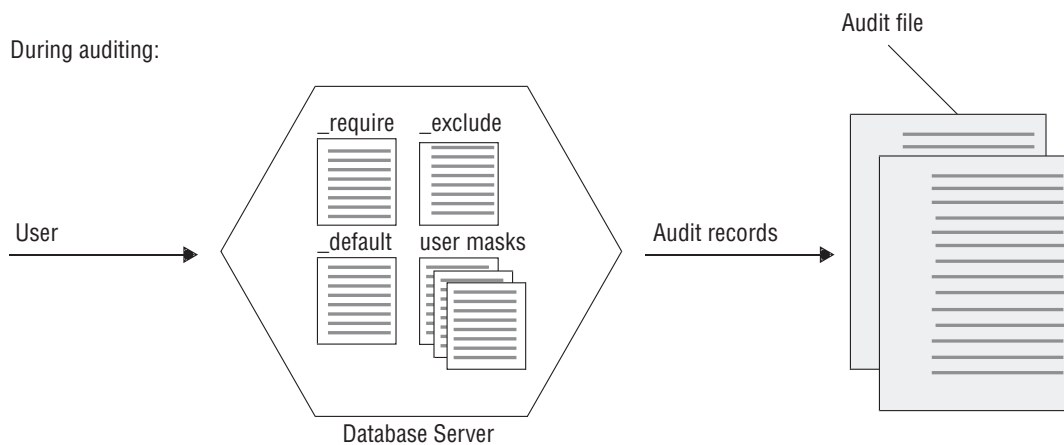 Audit file
During auditing:
_require
_exclude
User
_default
user masks
Audit records
Database Server